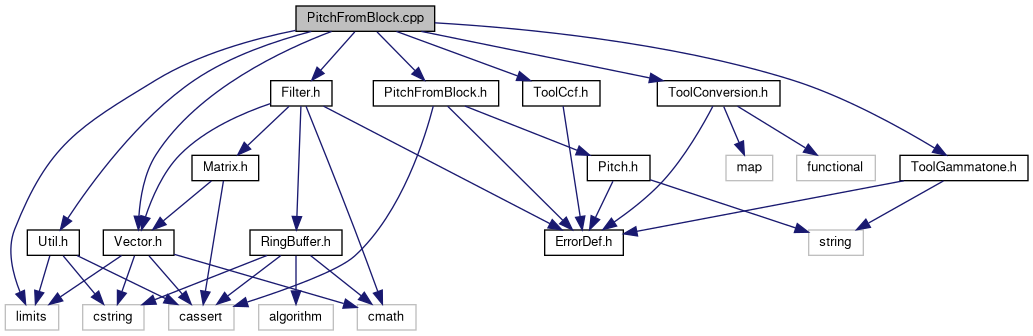 PitchFromBlock.cpp
Filter.h
PitchFromBlock.h
ToolCcf.h
ToolConversion.h
Matrix.h
Pitch.h
map
functional
ToolGammatone.h
Util.h
Vector.h
RingBuffer.h
ErrorDef.h
string
limits
cstring
cassert
algorithm
cmath